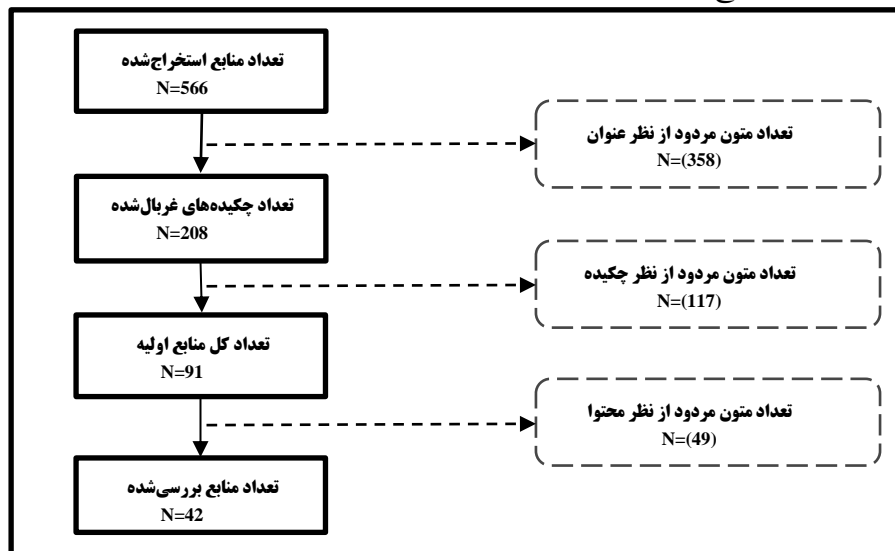 تعداد منابع استخراج‌شده
N=566
تعداد متون مردود از نظر عنوان
N=(358)
تعداد چکیده‌های غربال‌شده
N=208
تعداد متون مردود از نظر چکیده
N=(117)
تعداد کل منابع اولیه
N=91
تعداد متون مردود از نظر محتوا
N=(49)
تعداد منابع بررسی‌شده
N=42